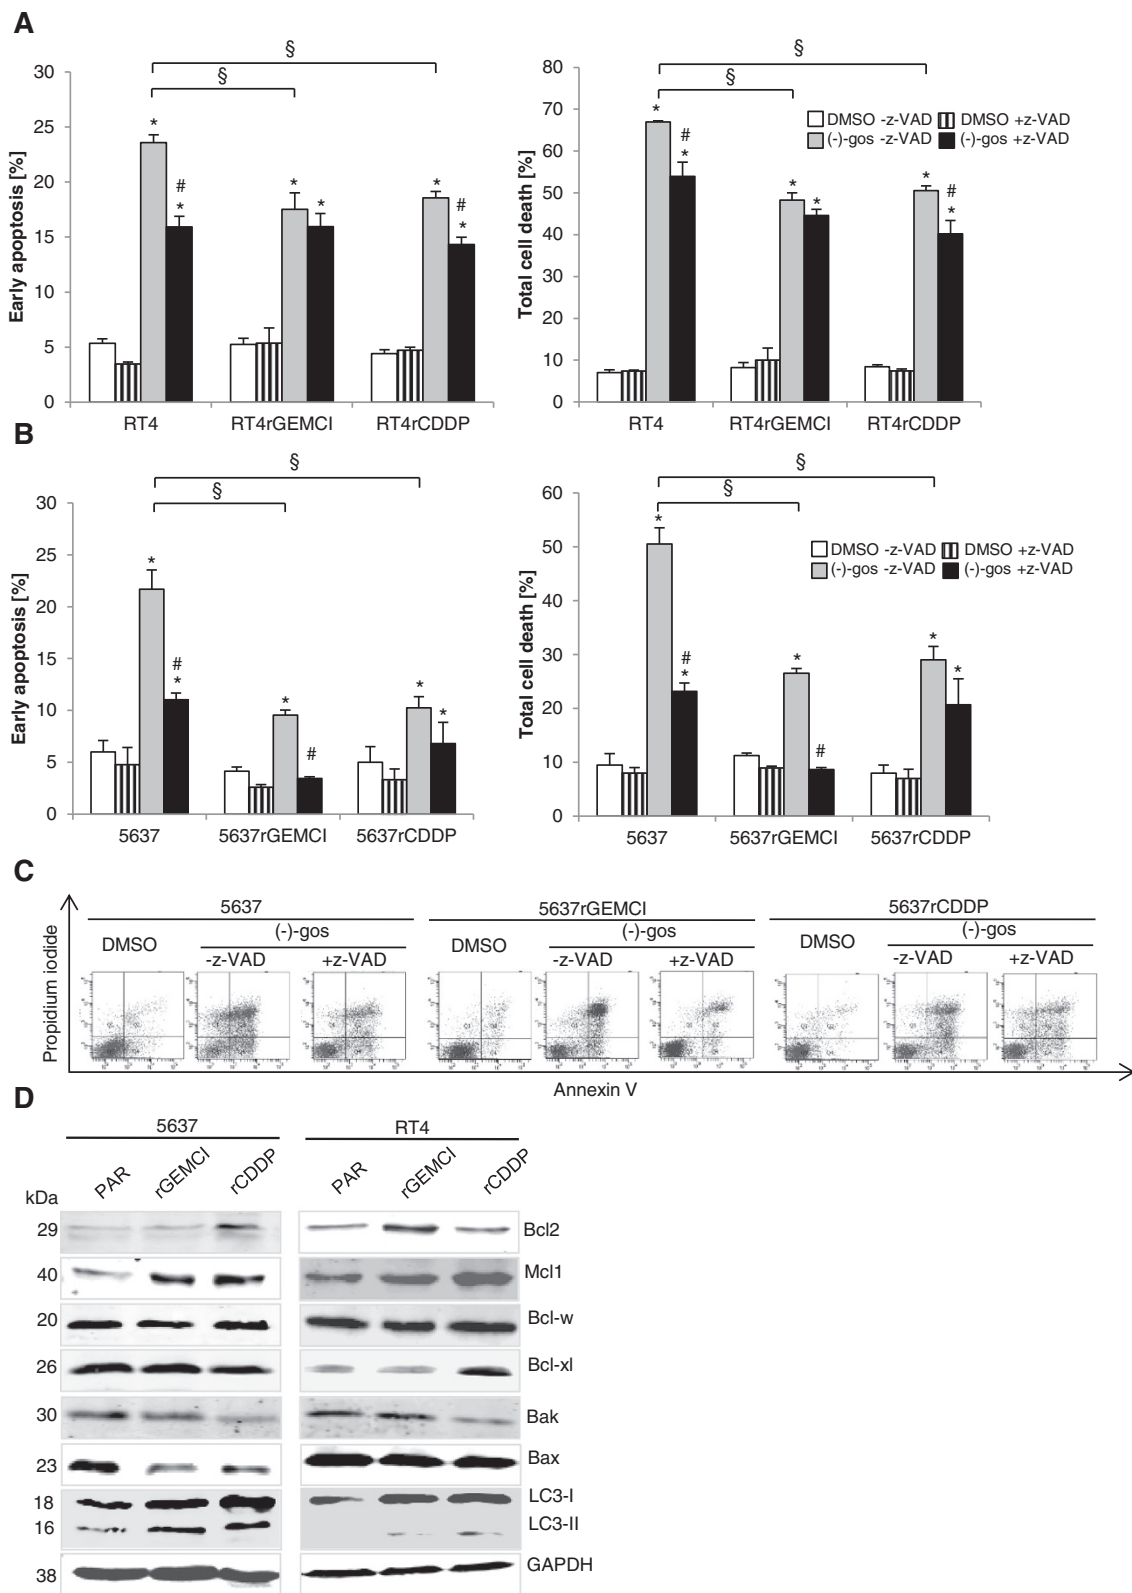 A
§
§
§
§
30
25
20
15
10
5
0
Early apoptosis [%]
*
#
*
*
*
*
#
*
RT4
RT4rGEMCI
RT4rCDDP
80
70
60
50
40
30
20
10
0
Total cell death [%]
DMSO -z-VAD
DMSO +z-VAD
(-)-gos -z-VAD
(-)-gos +z-VAD
*
#
*
*
*
*
#
*
RT4
RT4rGEMCI
RT4rCDDP
B
§
§
§
§
30
25
20
15
10
5
0
Early apoptosis [%]
*
#
*
*
#
*
*
5637
5637rGEMCI
5637rCDDP
60
50
40
30
20
10
0
Total cell death [%]
DMSO -z-VAD
DMSO +z-VAD
(-)-gos -z-VAD
(-)-gos +z-VAD
*
#
*
*
#
*
*
5637
5637rGEMCI
5637rCDDP
C
Propidium iodide
5637
5637rGEMCI
5637rCDDP
DMSO
(-)-gos
-z-VAD
+z-VAD
DMSO
(-)-gos
-z-VAD
+z-VAD
DMSO
(-)-gos
-z-VAD
+z-VAD
Annexin V
D
5637
RT4
PAR
rGEMCI
rCDDP
PAR
rGEMCI
rCDDP
kDa
29
Bcl2
40
Mcl1
20
Bcl-w
26
Bcl-xl
30
Bak
23
Bax
18
LC3-I
16
LC3-II
38
GAPDH